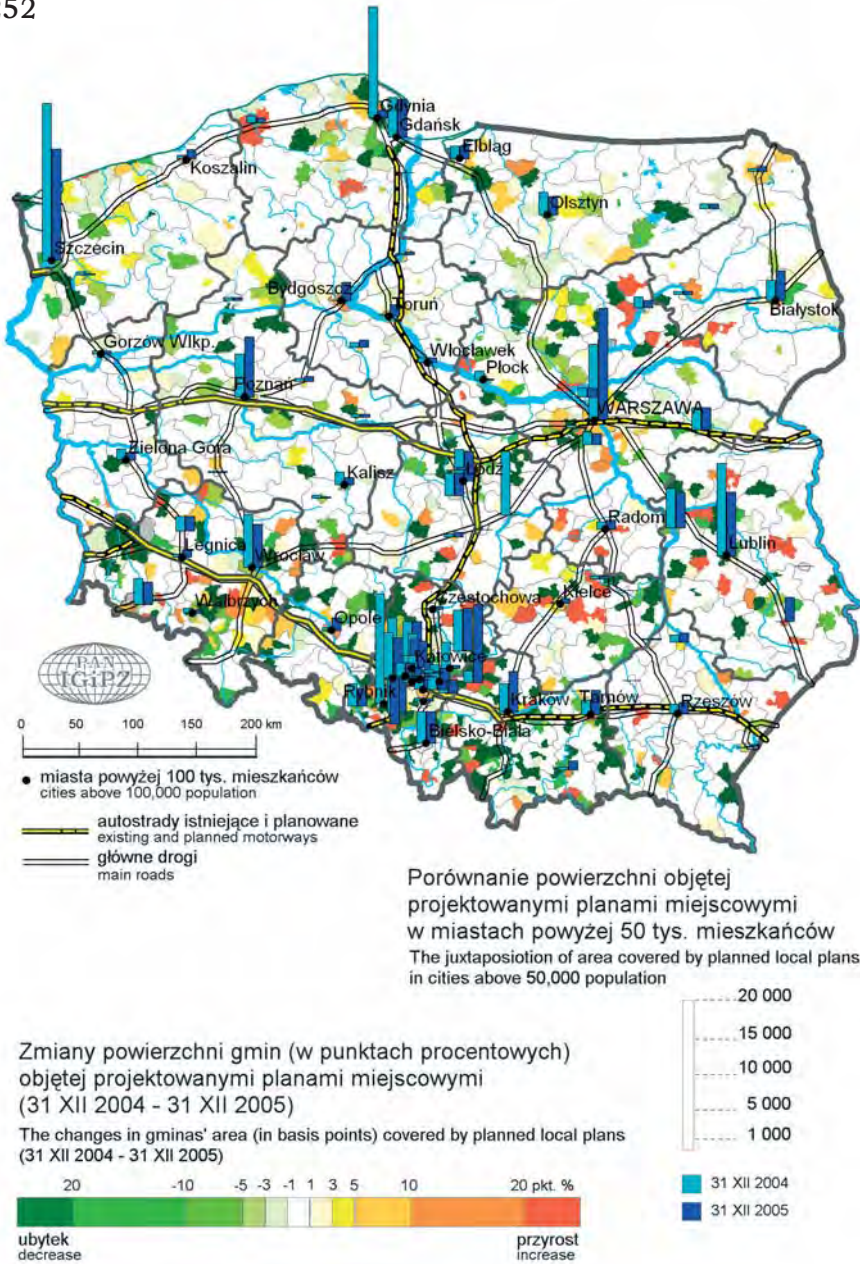 Gdynia
Gdańsk
Elbląg
Koszalin
Olsztyn
Szczecin
Bydgoszcz
Toruń
Białystok
Gorzów Wlkp.
Włocławek
Płock
Poznań
WARSZAWA
Zielona Góra
Kalisz
Łódź
Radom
Legnica
Wrocław
Lublin
Wałbrzych
Częstochowa
Kielce
Opole
Katowice
PAN
IGiPZ
Rybnik
Kraków
Tarnów
Rzeszów
Bielsko-Biała
0 50 100 150 200 km
miasta powyżej 100 tys. mieszkańców
cities above 100,000 population
autostrady istniejące i planowane
existing and planned motorways
główne drogi
main roads
Porównanie powierzchni objętej
projektowanymi planami miejscowymi
w miastach powyżej 50 tys. mieszkańców
The juxtaposiotion of area covered by planned local plans
in cities above 50,000 population
20 000
15 000
10 000
5 000
1 000
31 XII 2004
31 XII 2005
Zmiany powierzchni gmin (w punktach procentowych)
objętej projektowanymi planami miejscowymi
(31 XII 2004 - 31 XII 2005)
The changes in gminas' area (in basis points) covered by planned local plans
(31 XII 2004 - 31 XII 2005)
20 -10 -5 -3 -1 1 3 5 10 20 pkt. %
ubytek
decrease
przyrost
increase